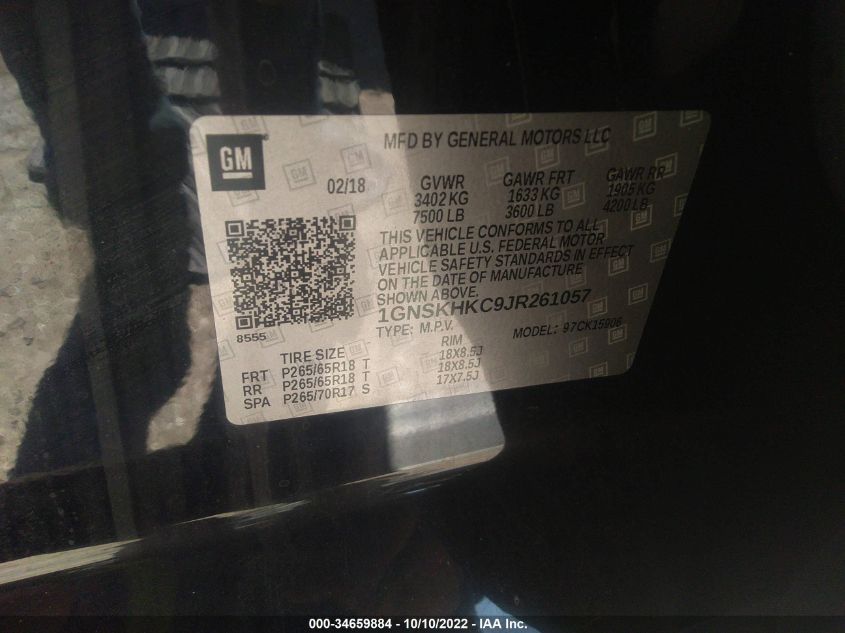 GM
MFD BY GENERAL MOTORS LLC
02/18
GVWR
3402 KG
7500 LB
GAWR FRT
1633 KG
3600 LB
GAWR RR
1905 KG
4200 LB
THIS VEHICLE CONFORMS TO ALL
APPLICABLE U.S. FEDERAL MOTOR
VEHICLE SAFETY STANDARDS IN EFFECT
ON THE DATE OF MANUFACTURE
SHOWN ABOVE.
1GNSKHKC9JR261057
8555
TYPE: M.P.V.
MODEL: 97CK15906
TIRE SIZE RIM
FRT P265/65R18 T 18X8.5J
RR P265/65R18 T 18X8.5J
SPA P265/70R17 S 17X7.5J
000-34659884 - 10/10/2022 - IAA Inc.